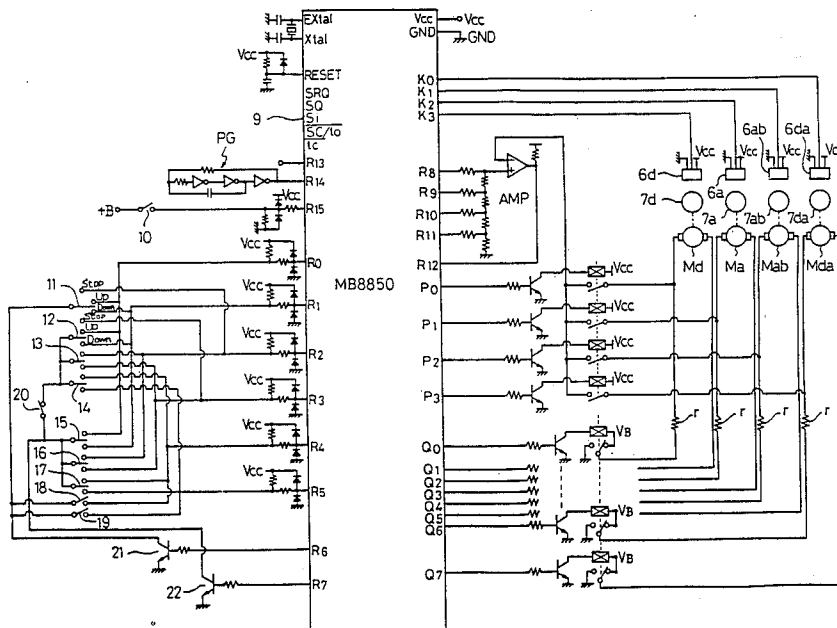 EXtal
Xtal
Vcc
RESET
SRQ
SQ
9
Si
SC/to
tc
PG
R13
R14
Vcc
+B
10
R15
Vcc
R0
Stop
11
Up
Down
Vcc
R1
Stop
12
Up
Down
13
Vcc
R2
14
Vcc
R3
20
15
Vcc
R4
16
17
Vcc
R5
18
19
21
R6
22
R7
MB8850
Vcc
Vcc
GND
GND
K0
K1
K2
K3
R8
R9
R10
R11
R12
AMP
P0
Vcc
P1
Vcc
P2
Vcc
P3
Vcc
Q0
VB
Q1
Q2
Q3
Q4
Q5
Q6
VB
Q7
VB
6d
Vcc
6a
Vcc
6ab
Vcc
6da
Vc
7d
7a
7ab
7da
Md
Ma
Mab
Mda
r
r
r
r